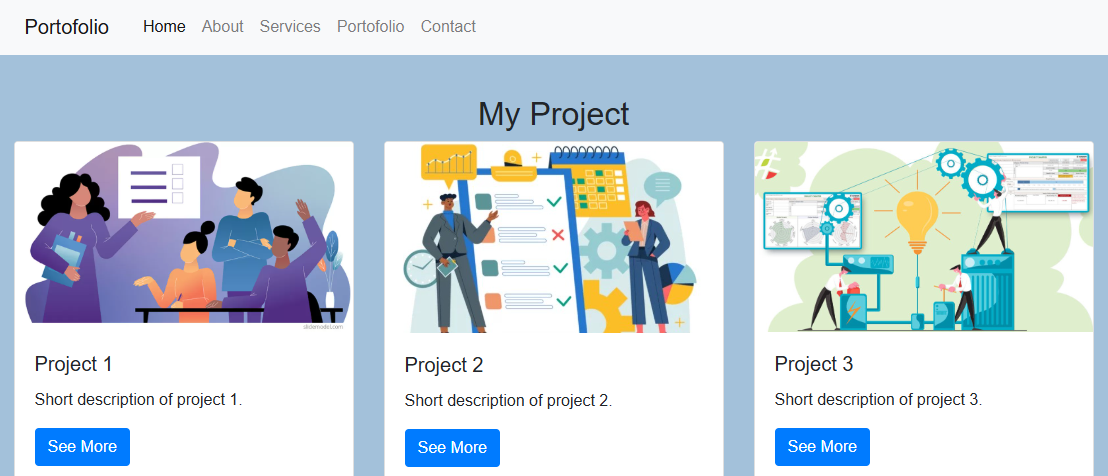 Portofolio Home About Services Portofolio Contact
My Project
slidemodel.com
Project 1
Short description of project 1.
See More
Project 2
Short description of project 2.
See More
Project 3
Short description of project 3.
See More